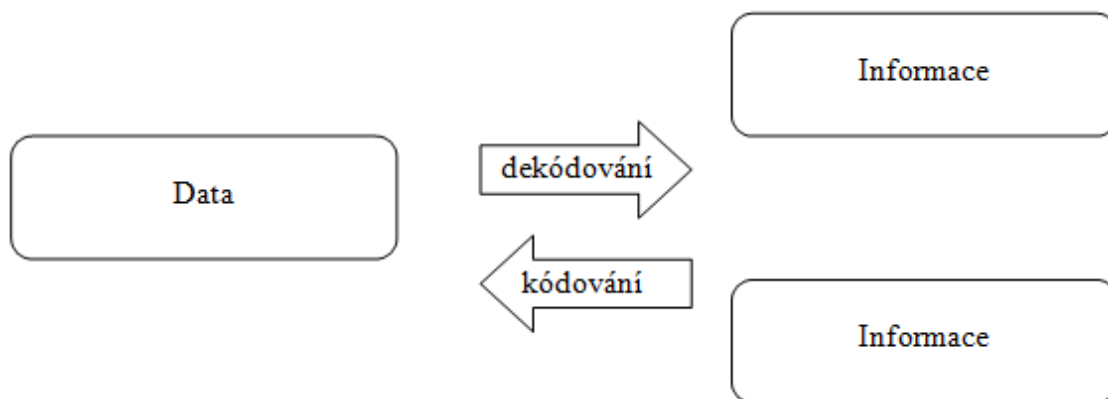 Informace
Data
dekódování
kódování
Informace